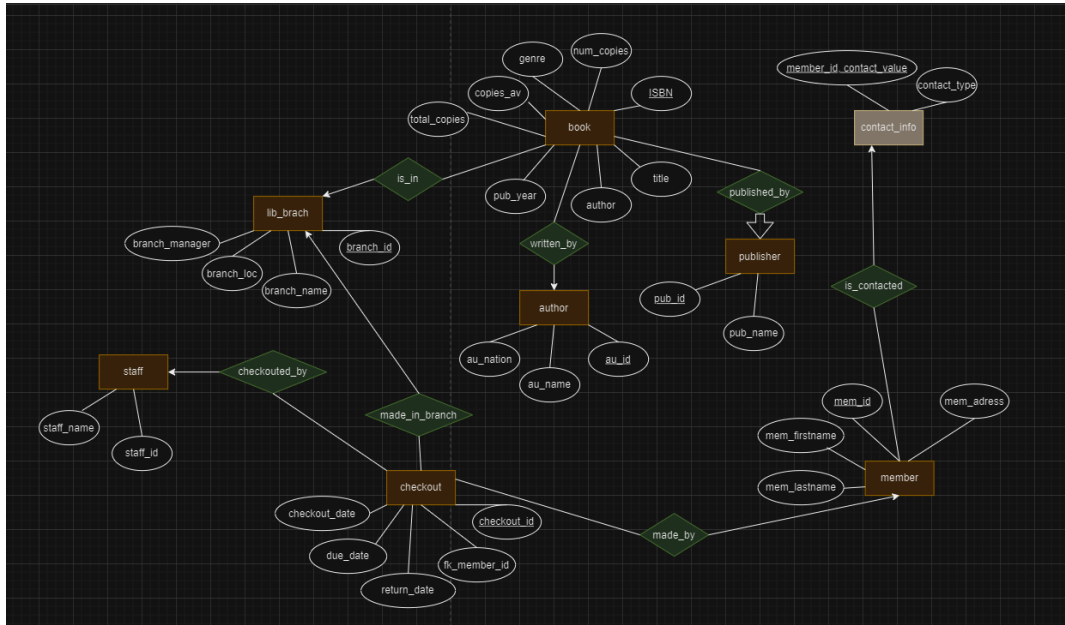 num_copies
genre
member_id, contact_value
contact_type
copies_av
ISBN
total_copies
book
contact_info
is_in
pub_year
title
author
published_by
lib_brach
branch_manager
branch_id
branch_loc
branch_name
written_by
publisher
pub_id
pub_name
is_contacted
author
au_nation
au_id
au_name
staff
checkouted_by
staff_name
staff_id
made_in_branch
mem_id
mem_adress
mem_firstname
mem_lastname
member
checkout
checkout_date
checkout_id
due_date
fk_member_id
return_date
made_by